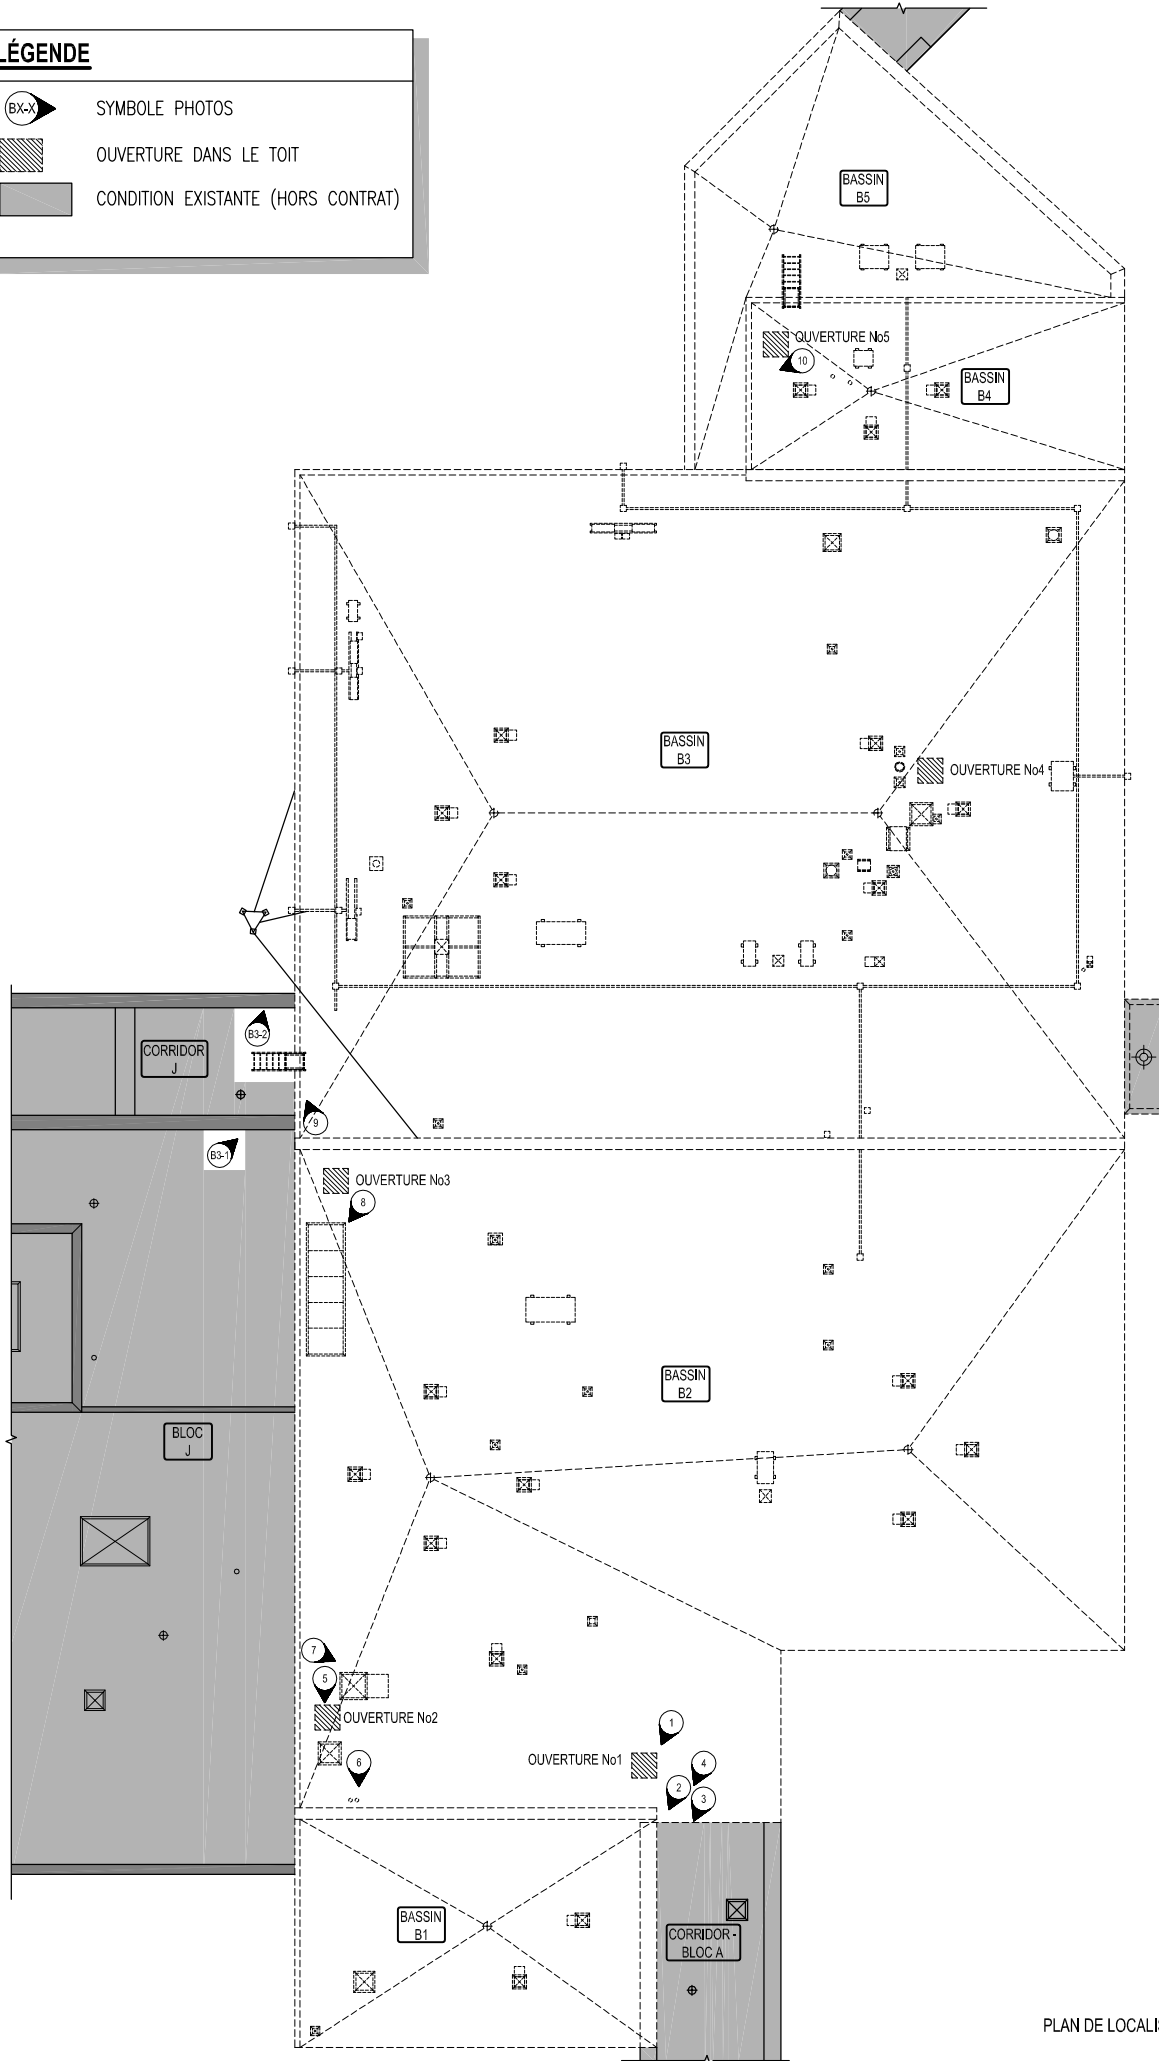 LÉGENDE
BX-X
SYMBOLE PHOTOS
OUVERTURE DANS LE TOIT
CONDITION EXISTANTE (HORS CONTRAT)
BASSIN
B5
OUVERTURE No5
10
BASSIN
B4
BASSIN
B3
OUVERTURE No4
B3-2
CORRIDOR
J
9
B3-1
OUVERTURE No3
8
BASSIN
B2
BLOC
J
7
5
OUVERTURE No2
6
1
OUVERTURE No1
4
2
3
BASSIN
B1
CORRIDOR -
BLOC A
PLAN DE LOCALIS